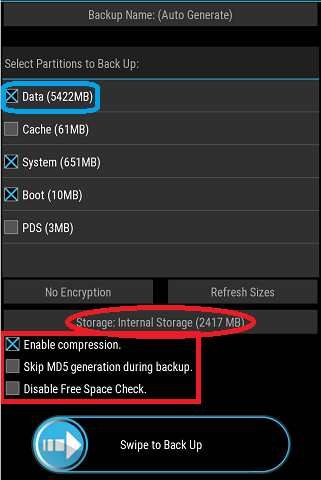 Backup Name: (Auto Generate)
Select Partitions to Back Up:
Data (5422MB)
Cache (61MB)
System (651MB)
Boot (10MB)
PDS (3MB)
No Encryption
Refresh Sizes
Storage: Internal Storage (2417 MB)
Enable compression.
Skip MD5 generation during backup.
Disable Free Space Check.
Swipe to Back Up